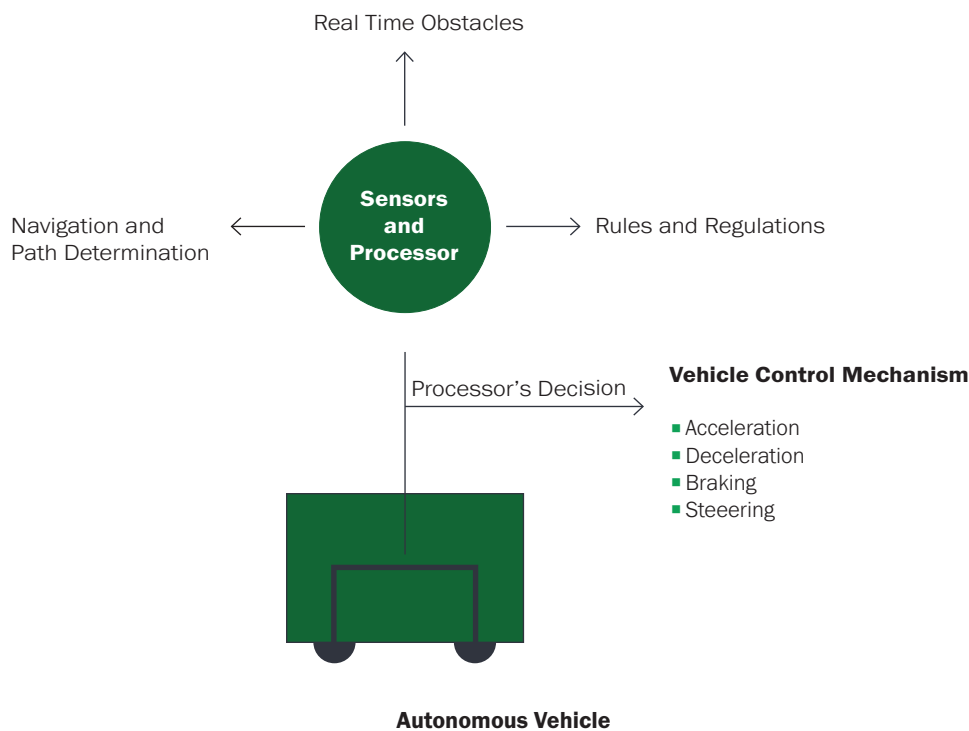 Real Time Obstacles
Sensors
and
Processor
Navigation and
Path Determination
Rules and Regulations
Processor’s Decision
Vehicle Control Mechanism
Acceleration
Deceleration
Braking
Steeering
Autonomous Vehicle